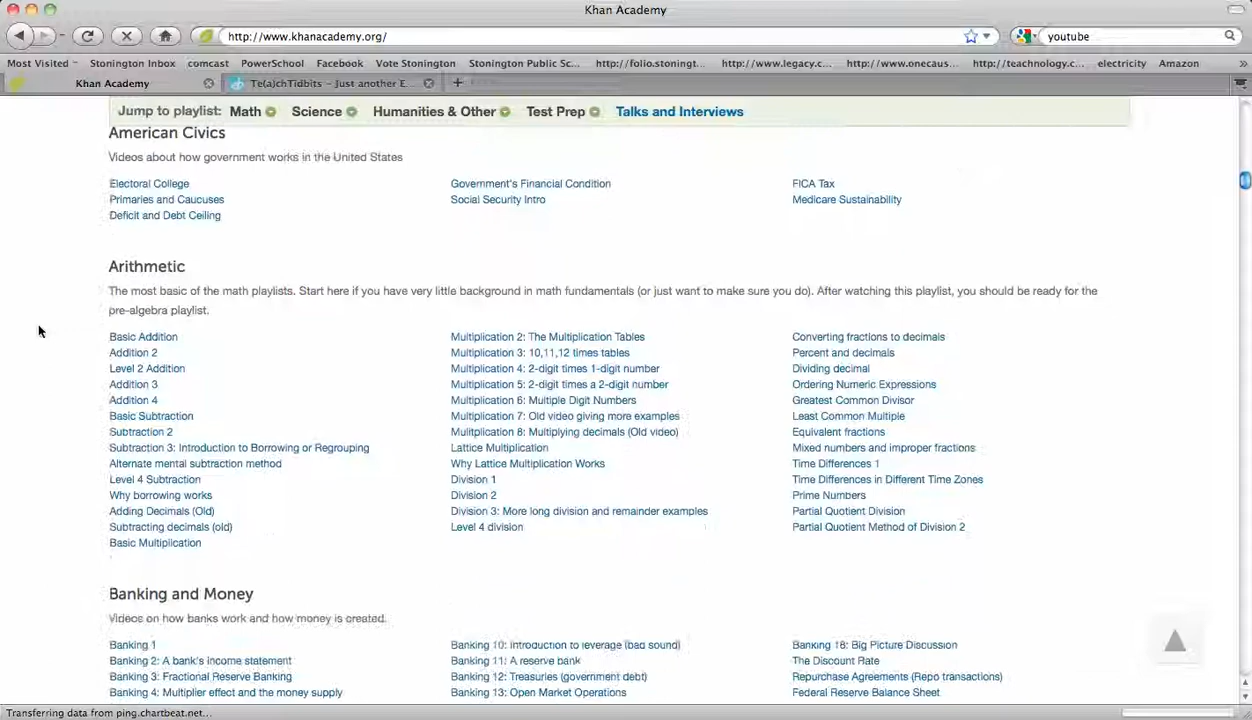 Khan Academy
http://www.khanacademy.org/
youtube
Most Visited Stonington Inbox comcast PowerSchool Facebook Vote Stonington Stonington Public Sc... http://folio.stoningt... http://www.legacy.c... http://www.onecaus... http://teachnology.c... electricity Amazon »
Khan Academy Te(a)chTidbits – Just another E... +
Jump to playlist: Math Science Humanities & Other Test Prep Talks and Interviews
American Civics
Videos about how government works in the United States
Electoral College Government's Financial Condition FICA Tax
Primaries and Caucuses Social Security Intro Medicare Sustainability
Deficit and Debt Ceiling
Arithmetic
The most basic of the math playlists. Start here if you have very little background in math fundamentals (or just want to make sure you do). After watching this playlist, you should be ready for the
pre-algebra playlist.
Basic Addition Multiplication 2: The Multiplication Tables Converting fractions to decimals
Addition 2 Multiplication 3: 10,11,12 times tables Percent and decimals
Level 2 Addition Multiplication 4: 2-digit times 1-digit number Dividing decimal
Addition 3 Multiplication 5: 2-digit times a 2-digit number Ordering Numeric Expressions
Addition 4 Multiplication 6: Multiple Digit Numbers Greatest Common Divisor
Basic Subtraction Multiplication 7: Old video giving more examples Least Common Multiple
Subtraction 2 Mulitplication 8: Multiplying decimals (Old video) Equivalent fractions
Subtraction 3: Introduction to Borrowing or Regrouping Lattice Multiplication Mixed numbers and improper fractions
Alternate mental subtraction method Why Lattice Multiplication Works Time Differences 1
Level 4 Subtraction Division 1 Time Differences in Different Time Zones
Why borrowing works Division 2 Prime Numbers
Adding Decimals (Old) Division 3: More long division and remainder examples Partial Quotient Division
Subtracting decimals (old) Level 4 division Partial Quotient Method of Division 2
Basic Multiplication
Banking and Money
Videos on how banks work and how money is created.
Banking 1 Banking 10: Introduction to leverage (bad sound) Banking 18: Big Picture Discussion
Banking 2: A bank's income statement Banking 11: A reserve bank The Discount Rate
Banking 3: Fractional Reserve Banking Banking 12: Treasuries (government debt) Repurchase Agreements (Repo transactions)
Banking 4: Multiplier effect and the money supply Banking 13: Open Market Operations Federal Reserve Balance Sheet
Transferring data from ping.chartbeat.net...